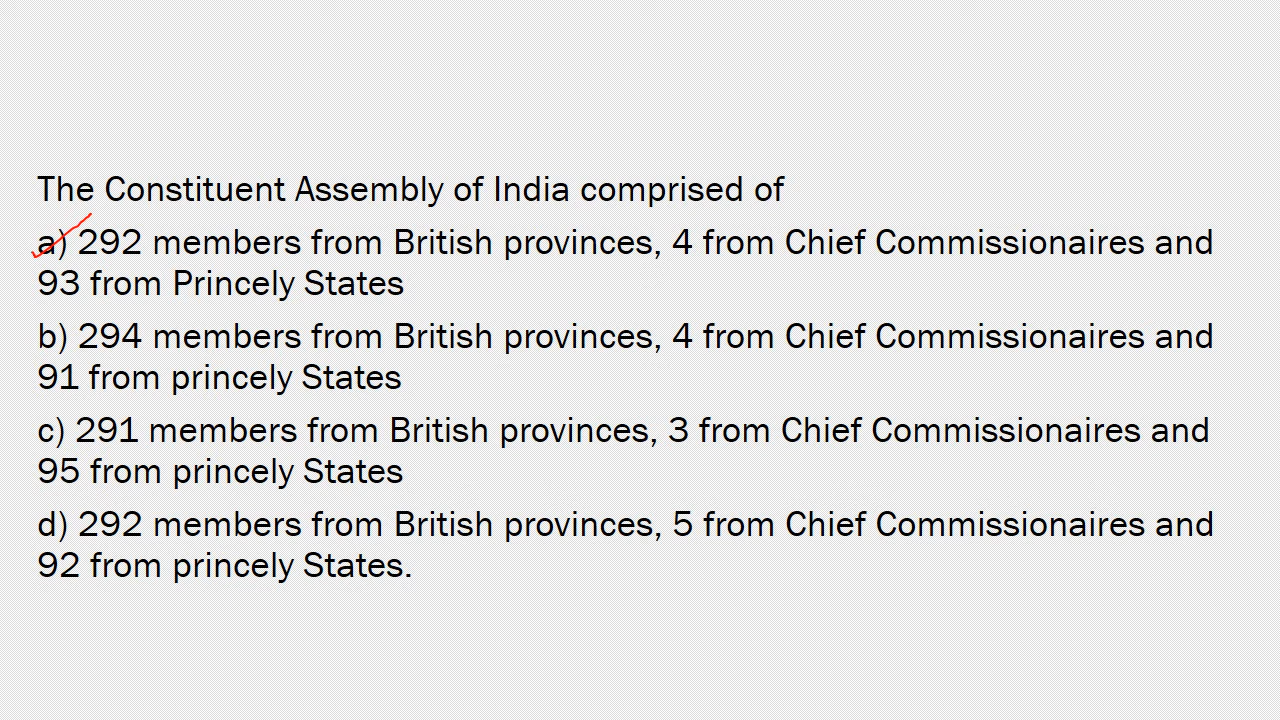 The Constituent Assembly of India comprised of
a) 292 members from British provinces, 4 from Chief Commissionaires and
93 from Princely States
b) 294 members from British provinces, 4 from Chief Commissionaires and
91 from princely States
c) 291 members from British provinces, 3 from Chief Commissionaires and
95 from princely States
d) 292 members from British provinces, 5 from Chief Commissionaires and
92 from princely States.